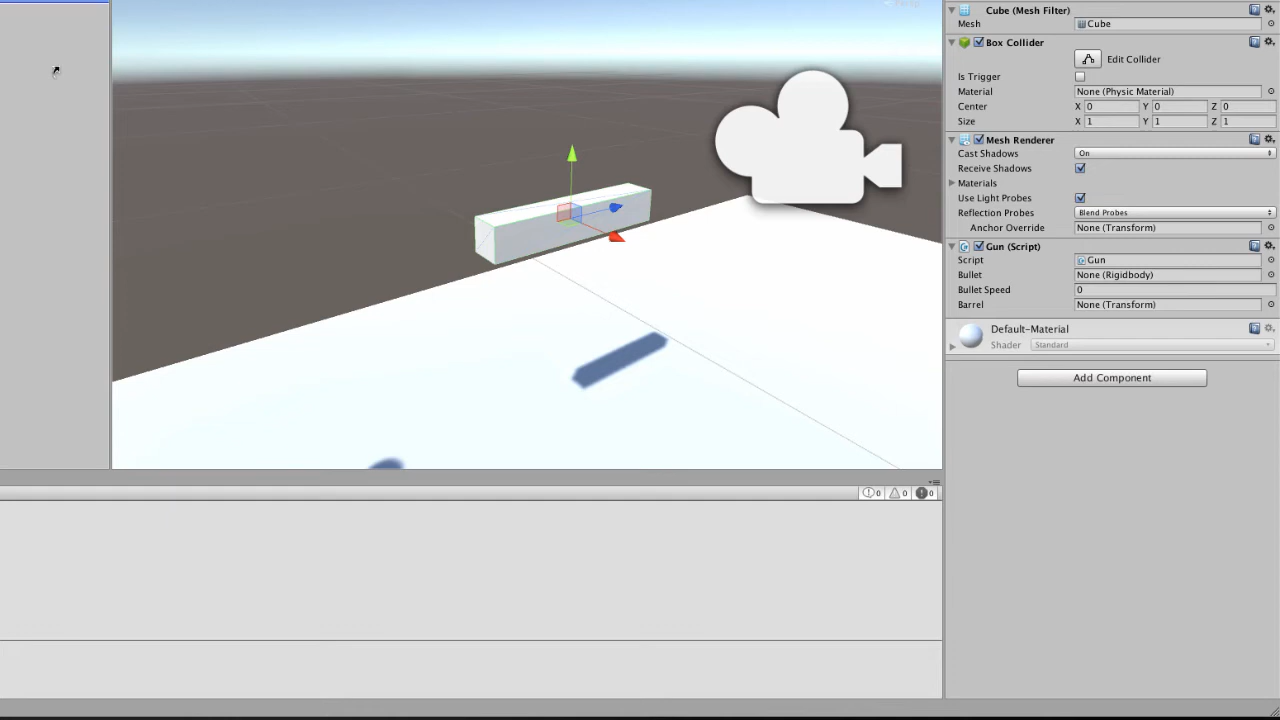 Persp
Cube (Mesh Filter)
Mesh Cube
Box Collider
Edit Collider
Is Trigger
Material None (Physic Material)
Center X 0 Y 0 Z 0
Size X 1 Y 1 Z 1
Mesh Renderer
Cast Shadows On
Receive Shadows
Materials
Use Light Probes
Reflection Probes Blend Probes
Anchor Override None (Transform)
Gun (Script)
Script Gun
Bullet None (Rigidbody)
Bullet Speed 0
Barrel None (Transform)
Default-Material
Shader Standard
Add Component
0 0 0